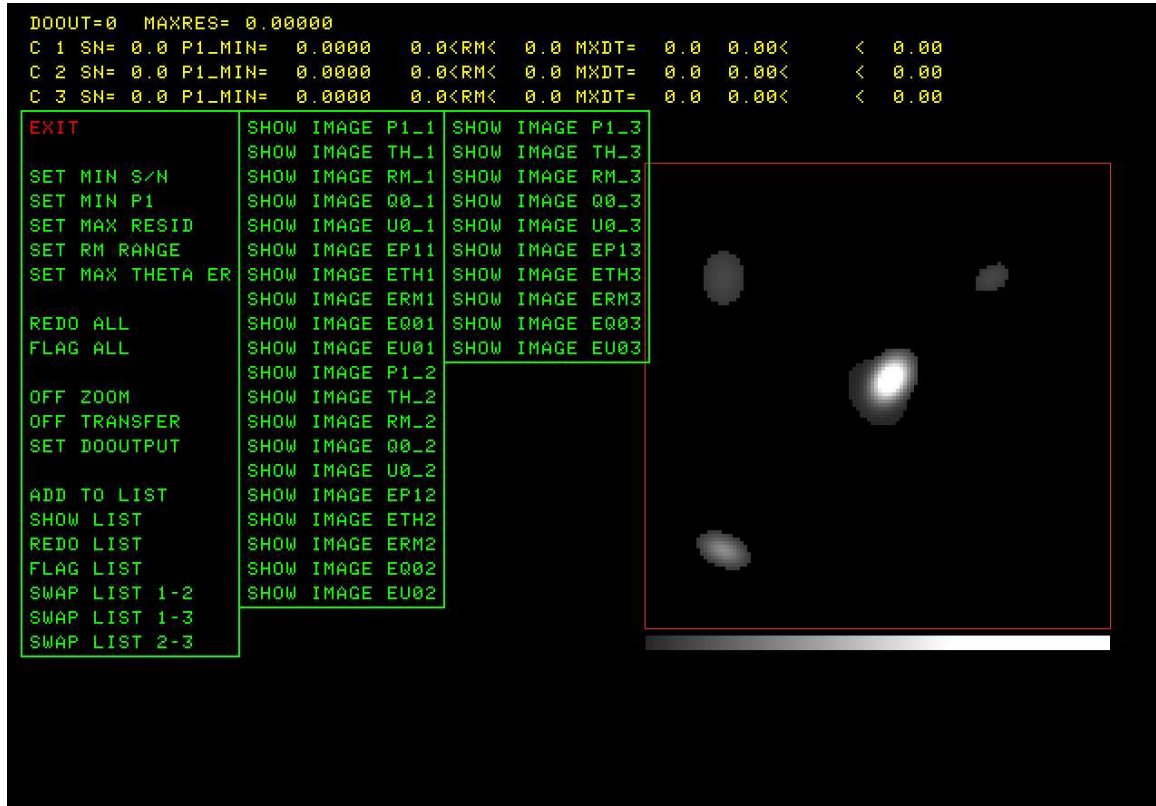 DOOUT=0 MAXRES= 0.00000
C 1 SN= 0.0 P1_MIN= 0.0000 0.0<RM< 0.0 MXDT= 0.0 0.00< < 0.00
C 2 SN= 0.0 P1_MIN= 0.0000 0.0<RM< 0.0 MXDT= 0.0 0.00< < 0.00
C 3 SN= 0.0 P1_MIN= 0.0000 0.0<RM< 0.0 MXDT= 0.0 0.00< < 0.00
EXIT
SET MIN S/N
SET MIN P1
SET MAX RESID
SET RM RANGE
SET MAX THETA ER
REDO ALL
FLAG ALL
OFF ZOOM
OFF TRANSFER
SET DOOUTPUT
ADD TO LIST
SHOW LIST
REDO LIST
FLAG LIST
SWAP LIST 1-2
SWAP LIST 1-3
SWAP LIST 2-3
SHOW IMAGE P1_1
SHOW IMAGE TH_1
SHOW IMAGE RM_1
SHOW IMAGE Q0_1
SHOW IMAGE U0_1
SHOW IMAGE EP11
SHOW IMAGE ETH1
SHOW IMAGE ERM1
SHOW IMAGE EQ01
SHOW IMAGE EU01
SHOW IMAGE P1_2
SHOW IMAGE TH_2
SHOW IMAGE RM_2
SHOW IMAGE Q0_2
SHOW IMAGE U0_2
SHOW IMAGE EP12
SHOW IMAGE ETH2
SHOW IMAGE ERM2
SHOW IMAGE EQ02
SHOW IMAGE EU02
SHOW IMAGE P1_3
SHOW IMAGE TH_3
SHOW IMAGE RM_3
SHOW IMAGE Q0_3
SHOW IMAGE U0_3
SHOW IMAGE EP13
SHOW IMAGE ETH3
SHOW IMAGE ERM3
SHOW IMAGE EQ03
SHOW IMAGE EU03